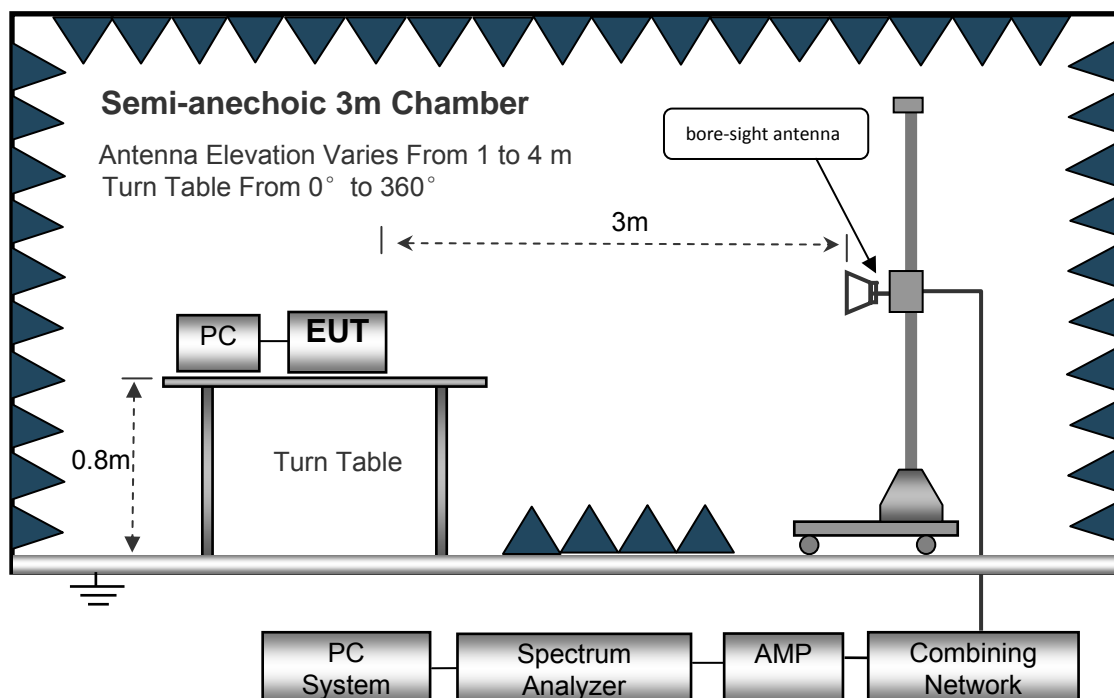 Semi-anechoic 3m Chamber
Antenna Elevation Varies From 1 to 4 m
Turn Table From 0° to 360°
bore-sight antenna
3m
PC
EUT
0.8m
Turn Table
PC
System
Spectrum
Analyzer
AMP
Combining
Network